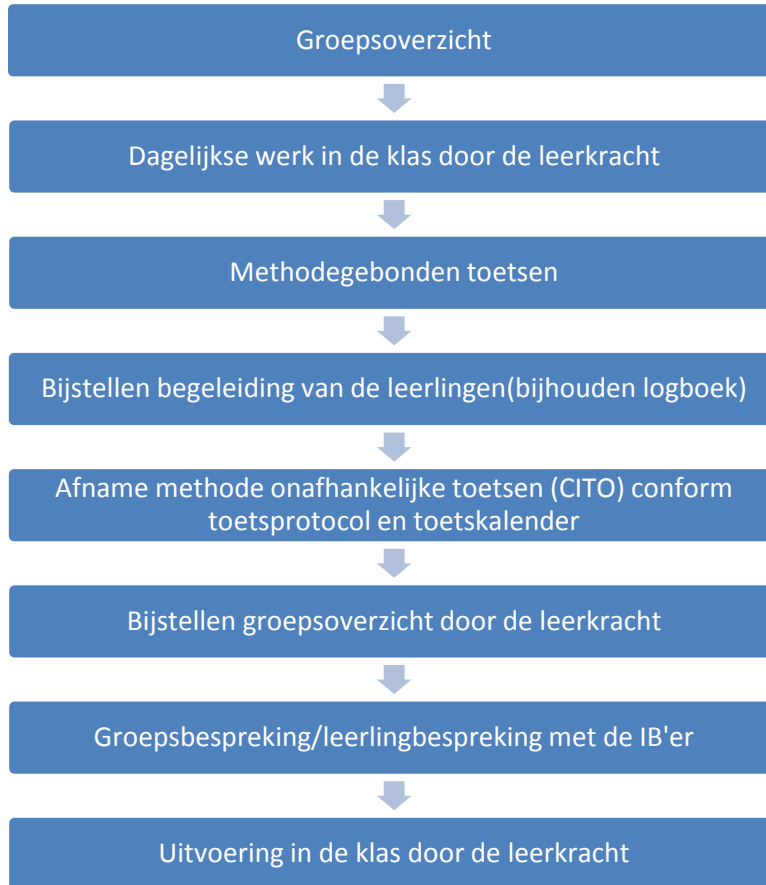 Groepsoverzicht
Dagelijkse werk in de klas door de leerkracht
Methodegebonden toetsen
Bijstellen begeleiding van de leerlingen(bijhouden logboek)
Afname methode onafhankelijke toetsen (CITO) conform
toetsprotocol en toetskalender
Bijstellen groepsoverzicht door de leerkracht
Groepsbespreking/leerlingbespreking met de IB'er
Uitvoering in de klas door de leerkracht